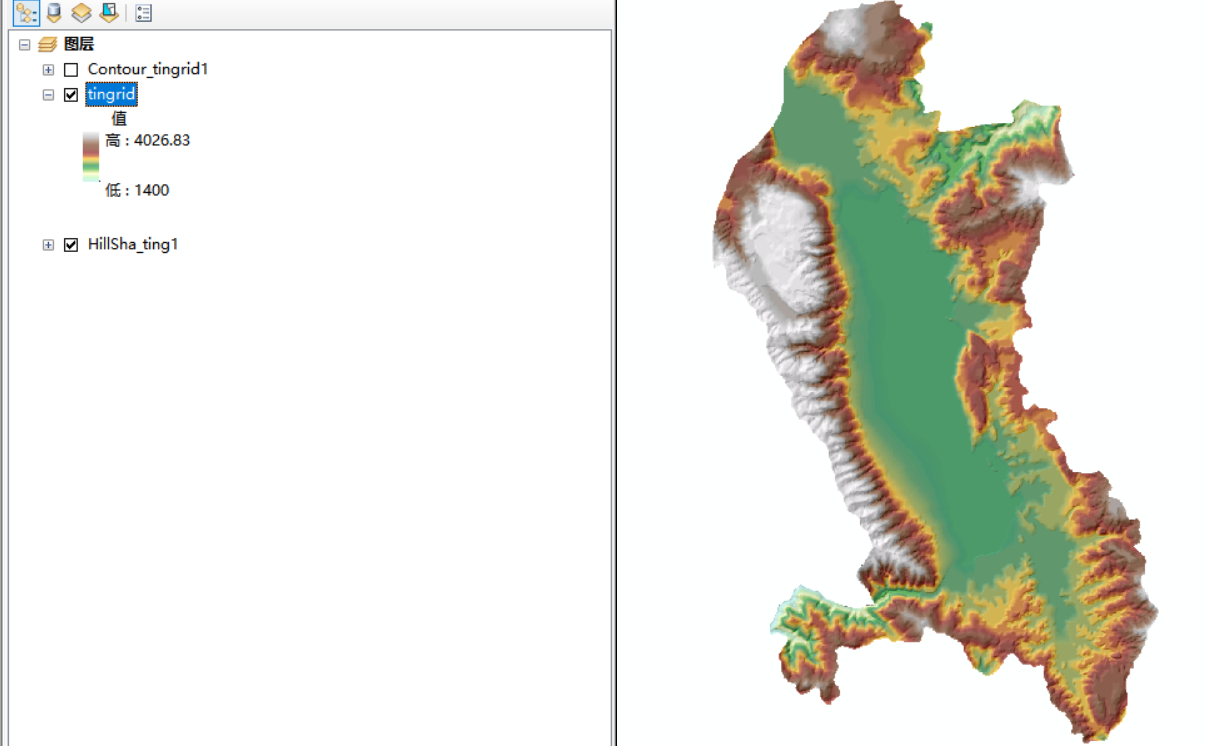 图层
Contour_tingrid1
tingrid
值
高 : 4026.83
低 : 1400
HillSha_ting1